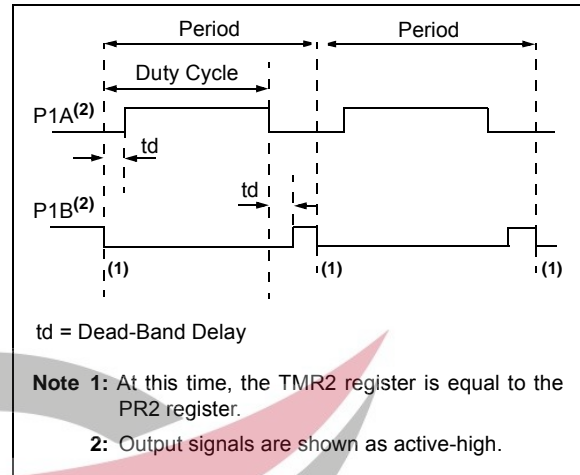 Period Period
Duty Cycle
P1A(2)
td
td
P1B(2)
(1) (1) (1)
td = Dead-Band Delay
Note 1: At this time, the TMR2 register is equal to the
PR2 register.
2: Output signals are shown as active-high.